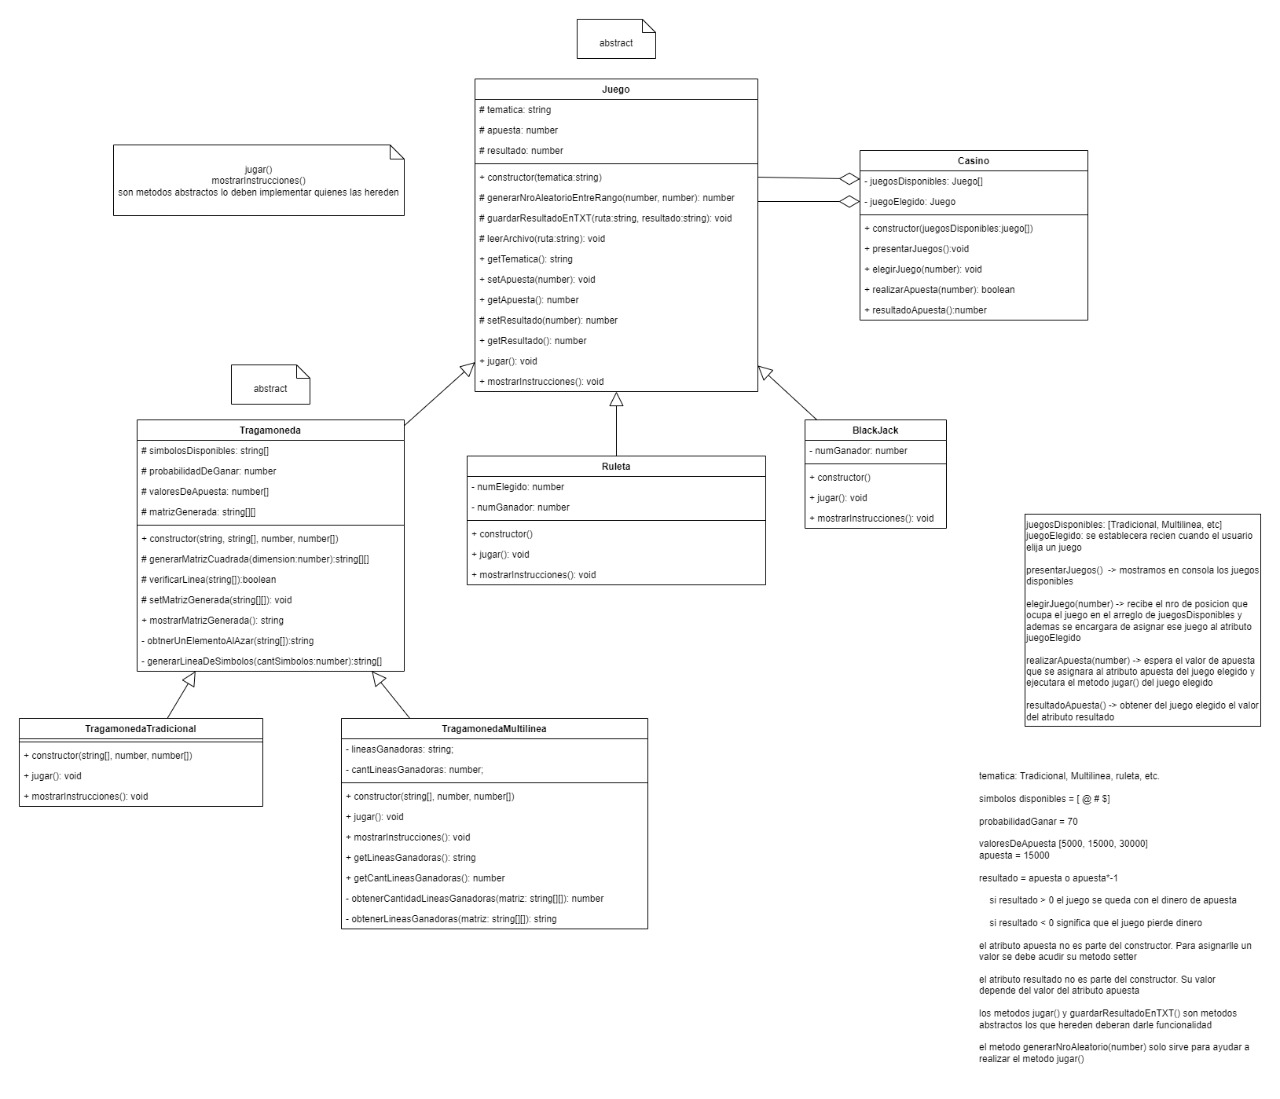 abstract
Juego
# tematica: string
# apuesta: number
# resultado: number
+ constructor(tematica:string)
# generarNroAleatorioEntreRango(number, number): number
# guardarResultadoEnTXT(ruta:string, resultado:string): void
# leerArchivo(ruta:string): void
+ getTematica(): string
+ setApuesta(number): void
+ getApuesta(): number
# setResultado(number): number
+ getResultado(): number
+ jugar(): void
+ mostrarInstrucciones(): void
jugar()
mostrarInstrucciones()
son metodos abstractos lo deben implementar quienes las hereden
Casino
- juegosDisponibles: Juego[]
- juegoElegido: Juego
+ constructor(juegosDisponibles:juego[])
+ presentarJuegos():void
+ elegirJuego(number): void
+ realizarApuesta(number): boolean
+ resultadoApuesta():number
abstract
Tragamoneda
# simbolosDisponibles: string[]
# probabilidadDeGanar: number
# valoresDeApuesta: number[]
# matrizGenerada: string[][]
+ constructor(string, string[], number, number[])
# generarMatrizCuadrada(dimension:number):string[][]
# verificarLinea(string[]):boolean
# setMatrizGenerada(string[][]): void
+ mostrarMatrizGenerada(): string
- obtnerUnElementoAlAzar(string[]):string
- generarLineaDeSimbolos(cantSimbolos:number):string[]
Ruleta
- numElegido: number
- numGanador: number
+ constructor()
+ jugar(): void
+ mostrarInstrucciones(): void
BlackJack
- numGanador: number
+ constructor()
+ jugar(): void
+ mostrarInstrucciones(): void
TragamonedaTradicional
+ constructor(string[], number, number[])
+ jugar(): void
+ mostrarInstrucciones(): void
TragamonedaMultilinea
- lineasGanadoras: string;
- cantLineasGanadoras: number;
+ constructor(string[], number, number[])
+ jugar(): void
+ mostrarInstrucciones(): void
+ getLineasGanadoras(): string
+ getCantLineasGanadoras(): number
- obtenerCantidadLineasGanadoras(matriz: string[][]): number
- obtenerLineasGanadoras(matriz: string[][]): string
juegosDisponibles: [Tradicional, Multilinea, etc]
juegoElegido: se establecera recien cuando el usuario
elija un juego
presentarJuegos() -> mostramos en consola los juegos
disponibles
elegirJuego(number) -> recibe el nro de posicion que
ocupa el juego en el arreglo de juegosDisponibles y
ademas se encargara de asignar ese juego al atributo
juegoElegido
realizarApuesta(number) -> espera el valor de apuesta
que se asignara al atributo apuesta del juego elegido y
ejecutara el metodo jugar() del juego elegido
resultadoApuesta() -> obtener del juego elegido el valor
del atributo resultado
tematica: Tradicional, Multilinea, ruleta, etc.
simbolos disponibles = [ @ # $]
probabilidadGanar = 70
valoresDeApuesta [5000, 15000, 30000]
apuesta = 15000
resultado = apuesta o apuesta*-1
si resultado > 0 el juego se queda con el dinero de apuesta
si resultado < 0 significa que el juego pierde dinero
el atributo apuesta no es parte del constructor. Para asignarlle un
valor se debe acudir su metodo setter
el atributo resultado no es parte del constructor. Su valor
depende del valor del atributo apuesta
los metodos jugar() y guardarResultadoEnTXT() son metodos
abstractos los que hereden deberan darle funcionalidad
el metodo generarNroAleatorio(number) solo sirve para ayudar a
realizar el metodo jugar()